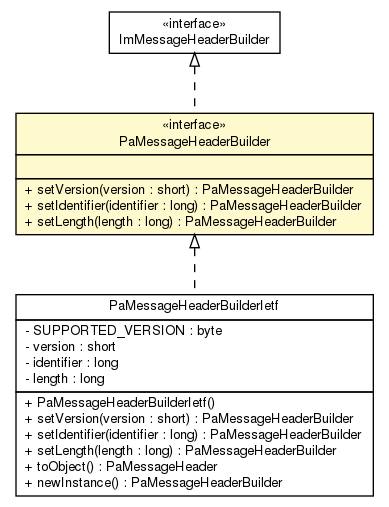 «interface»
ImMessageHeaderBuilder
«interface»
PaMessageHeaderBuilder
+ setVersion(version : short) : PaMessageHeaderBuilder
+ setIdentifier(identifier : long) : PaMessageHeaderBuilder
+ setLength(length : long) : PaMessageHeaderBuilder
PaMessageHeaderBuilderIetf
- SUPPORTED_VERSION : byte
- version : short
- identifier : long
- length : long
+ PaMessageHeaderBuilderIetf()
+ setVersion(version : short) : PaMessageHeaderBuilder
+ setIdentifier(identifier : long) : PaMessageHeaderBuilder
+ setLength(length : long) : PaMessageHeaderBuilder
+ toObject() : PaMessageHeader
+ newInstance() : PaMessageHeaderBuilder